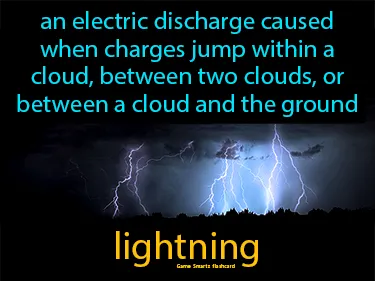 an electric discharge caused
when charges jump within a
cloud, between two clouds, or
between a cloud and the ground
lightning
Game Smartz flashcard